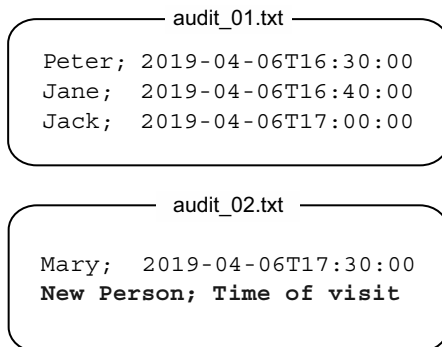 audit_01.txt
Peter; 2019-04-06T16:30:00
Jane; 2019-04-06T16:40:00
Jack; 2019-04-06T17:00:00
audit_02.txt
Mary; 2019-04-06T17:30:00
New Person; Time of visit